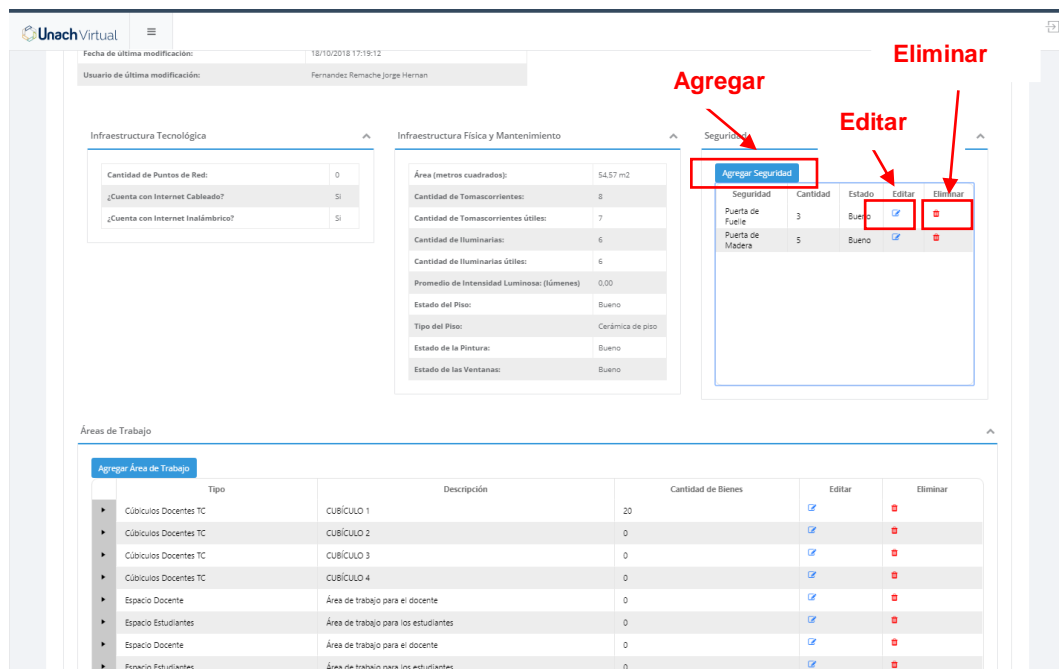 Unach Virtual
Fecha de última modificación: 18/10/2018 17:19:12
Usuario de última modificación: Fernandez Remache Jorge Hernan
Eliminar
Agregar
Editar
Infraestructura Tecnológica
Cantidad de Puntos de Red: 0
¿Cuenta con Internet Cableado? Si
¿Cuenta con Internet Inalámbrico? Si
Infraestructura Física y Mantenimiento
Área (metros cuadrados): 54,57 m2
Cantidad de Tomascorrientes: 8
Cantidad de Tomascorrientes útiles: 7
Cantidad de Iluminarias: 6
Cantidad de Iluminarias útiles: 6
Promedio de Intensidad Luminosa: (lúmenes) 0,00
Estado del Piso: Bueno
Tipo del Piso: Cerámica de piso
Estado de la Pintura: Bueno
Estado de las Ventanas: Bueno
Seguridad
Agregar Seguridad
Seguridad Cantidad Estado Editar Eliminar
Puerta de Fuelle 3 Bueno
Puerta de Madera 5 Bueno
Áreas de Trabajo
Agregar Área de Trabajo
Tipo Descripción Cantidad de Bienes Editar Eliminar
Cúbiculos Docentes TC CUBÍCULO 1 20
Cúbiculos Docentes TC CUBÍCULO 2 0
Cúbiculos Docentes TC CUBÍCULO 3 0
Cúbiculos Docentes TC CUBÍCULO 4 0
Espacio Docente Área de trabajo para el docente 0
Espacio Estudiantes Área de trabajo para los estudiantes 0
Espacio Docente Área de trabajo para el docente 0
Espacio Estudiantes Área de trabajo para los estudiantes 0